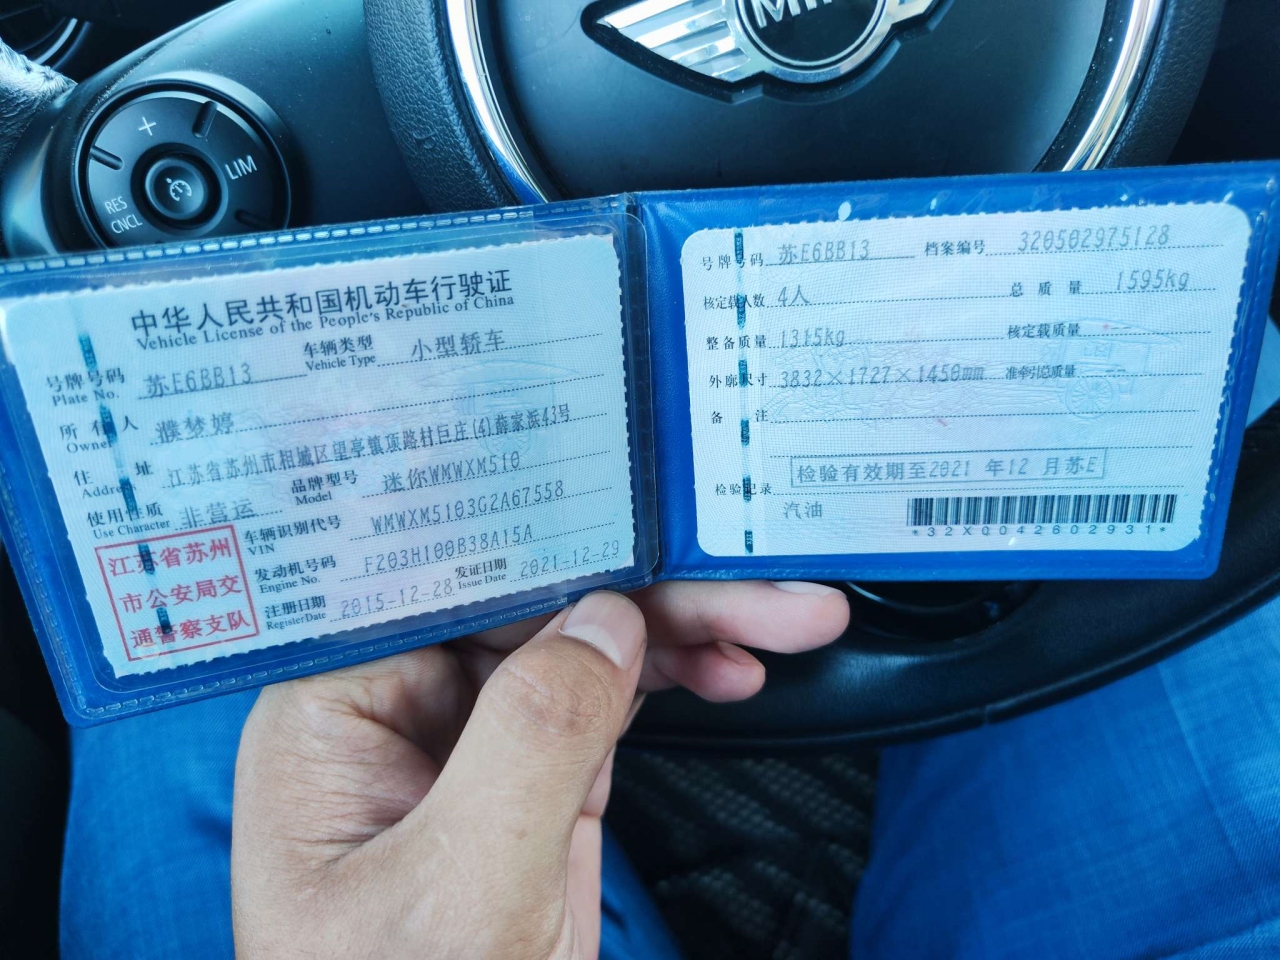 +
LIM
RES
CNCL
中华人民共和国机动车行驶证
Vehicle License of the People's Republic of China
号牌号码 苏E6BB13 车辆类型 小型轿车
Plate No. Vehicle Type
所有人 濮梦婷
Owner
住址 江苏省苏州市相城区望亭镇项路村巨庄(4)薛家浜43号
Address
使用性质 非营运 品牌型号 迷你WMWXM510
Use Character Model
车辆识别代号 WMWXM5103G2A67558
VIN
发动机号码 F203H100B38A15A
Engine No.
注册日期 2015-12-28 发证日期 2021-12-29
Register Date Issue Date
江苏省苏州
市公安局交
通警察支队
号牌号码 苏E6BB13 档案编号 320502975128
核定载人数 4人 总质量 1595kg
整备质量 1315kg 核定载质量 --
外廓尺寸 3832×1727×1450mm 准牵引总质量 --
备注
检验有效期至2021 年12 月苏E
检验记录
汽油
*32X0042602931*